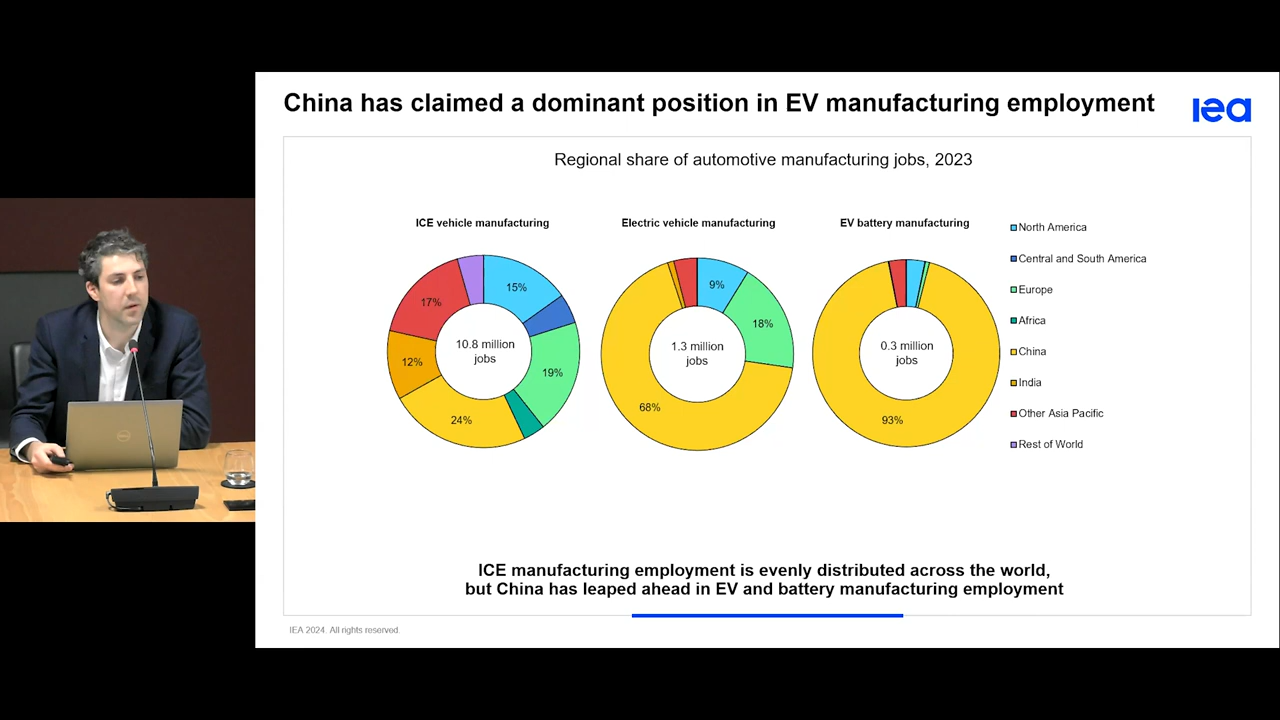 China has claimed a dominant position in EV manufacturing employment
iea
Regional share of automotive manufacturing jobs, 2023
ICE vehicle manufacturing
Electric vehicle manufacturing
EV battery manufacturing
15%
19%
24%
12%
17%
10.8 million
jobs
9%
18%
68%
1.3 million
jobs
93%
0.3 million
jobs
North America
Central and South America
Europe
Africa
China
India
Other Asia Pacific
Rest of World
ICE manufacturing employment is evenly distributed across the world,
but China has leaped ahead in EV and battery manufacturing employment
IEA 2024. All rights reserved.